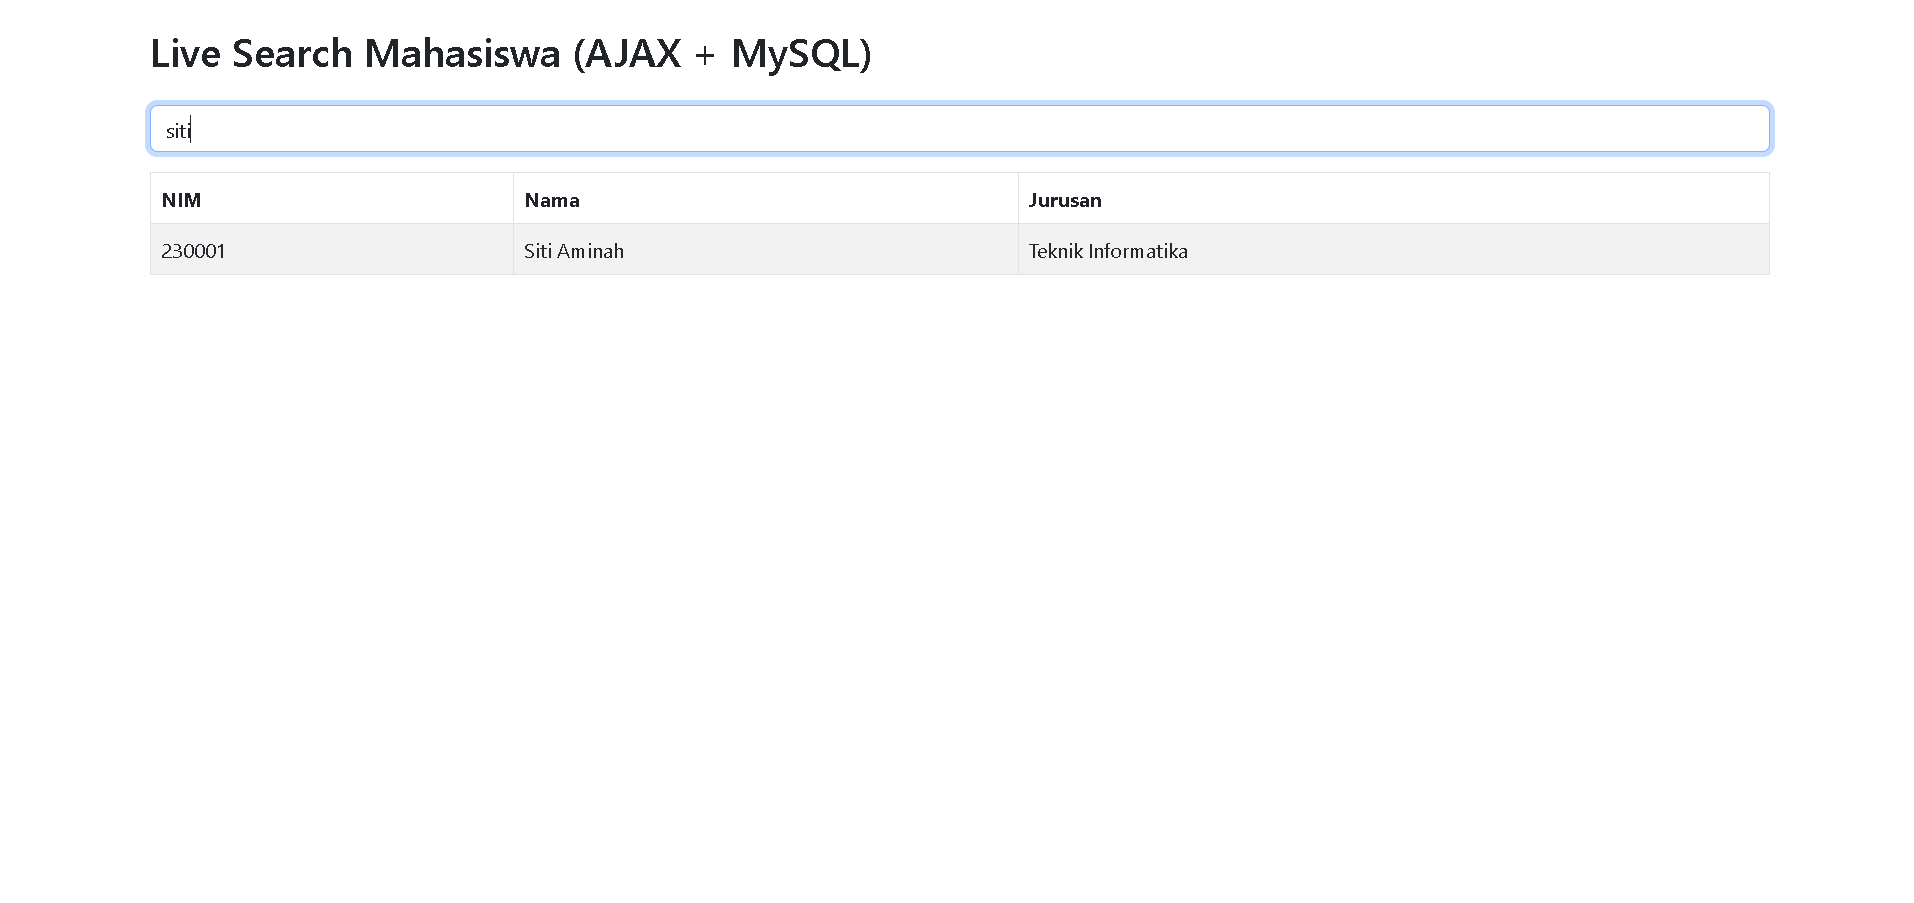 Live Search Mahasiswa (AJAX + MySQL)
siti
NIM Nama Jurusan
230001 Siti Aminah Teknik Informatika